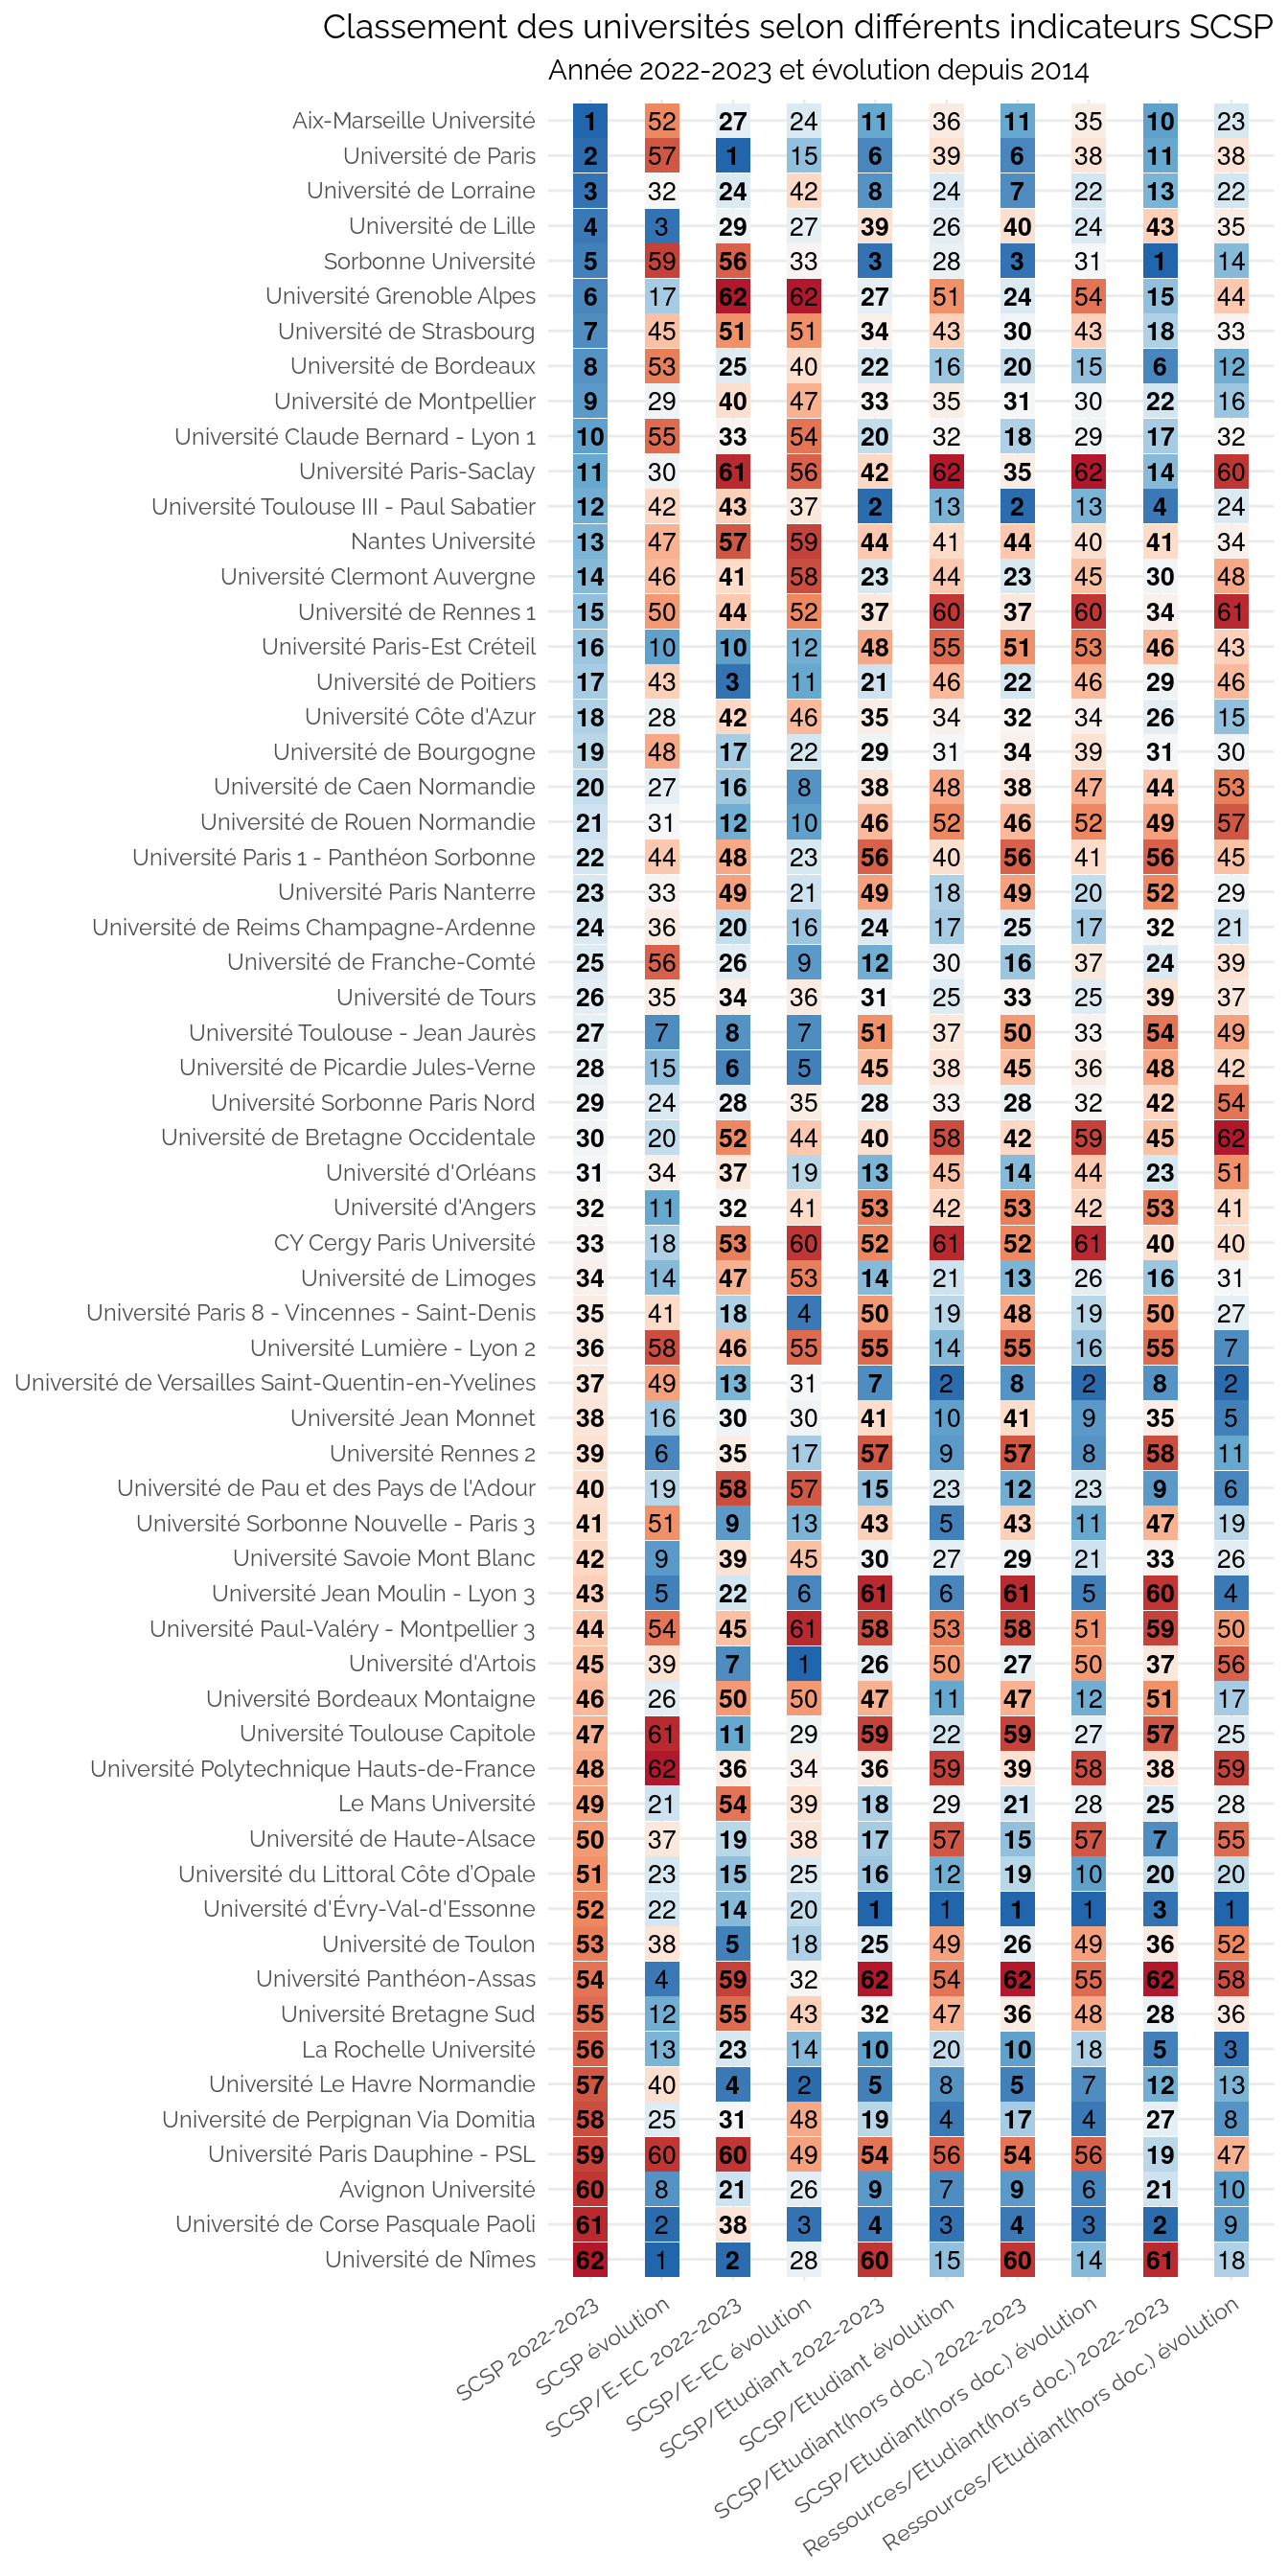 Classement des universités selon différents indicateurs SCSP
Année 2022-2023 et évolution depuis 2014
Aix-Marseille Université 1 52 27 24 11 36 11 35 10 23
Université de Paris 2 57 1 15 6 39 6 38 11 38
Université de Lorraine 3 32 24 42 8 24 7 22 13 22
Université de Lille 4 3 29 27 39 26 40 24 43 35
Sorbonne Université 5 59 56 33 3 28 3 31 1 14
Université Grenoble Alpes 6 17 62 62 27 51 24 54 15 44
Université de Strasbourg 7 45 51 51 34 43 30 43 18 33
Université de Bordeaux 8 53 25 40 22 16 20 15 6 12
Université de Montpellier 9 29 40 47 33 35 31 30 22 16
Université Claude Bernard - Lyon 1 10 55 33 54 20 32 18 29 17 32
Université Paris-Saclay 11 30 61 56 42 62 35 62 14 60
Université Toulouse III - Paul Sabatier 12 42 43 37 2 13 2 13 4 24
Nantes Université 13 47 57 59 44 41 44 40 41 34
Université Clermont Auvergne 14 46 41 58 23 44 23 45 30 48
Université de Rennes 1 15 50 44 52 37 60 37 60 34 61
Université Paris-Est Créteil 16 10 10 12 48 55 51 53 46 43
Université de Poitiers 17 43 3 11 21 46 22 46 29 46
Université Côte d'Azur 18 28 42 46 35 34 32 34 26 15
Université de Bourgogne 19 48 17 22 29 31 34 39 31 30
Université de Caen Normandie 20 27 16 8 38 48 38 47 44 53
Université de Rouen Normandie 21 31 12 10 46 52 46 52 49 57
Université Paris 1 - Panthéon Sorbonne 22 44 48 23 56 40 56 41 56 45
Université Paris Nanterre 23 33 49 21 49 18 49 20 52 29
Université de Reims Champagne-Ardenne 24 36 20 16 24 17 25 17 32 21
Université de Franche-Comté 25 56 26 9 12 30 16 37 24 39
Université de Tours 26 35 34 36 31 25 33 25 39 37
Université Toulouse - Jean Jaurès 27 7 8 7 51 37 50 33 54 49
Université de Picardie Jules-Verne 28 15 6 5 45 38 45 36 48 42
Université Sorbonne Paris Nord 29 24 28 35 28 33 28 32 42 54
Université de Bretagne Occidentale 30 20 52 44 40 58 42 59 45 62
Université d'Orléans 31 34 37 19 13 45 14 44 23 51
Université d'Angers 32 11 32 41 53 42 53 42 53 41
CY Cergy Paris Université 33 18 53 60 52 61 52 61 40 40
Université de Limoges 34 14 47 53 14 21 13 26 16 31
Université Paris 8 - Vincennes - Saint-Denis 35 41 18 4 50 19 48 19 50 27
Université Lumière - Lyon 2 36 58 46 55 55 14 55 16 55 7
Université de Versailles Saint-Quentin-en-Yvelines 37 49 13 31 7 2 8 2 8 2
Université Jean Monnet 38 16 30 30 41 10 41 9 35 5
Université Rennes 2 39 6 35 17 57 9 57 8 58 11
Université de Pau et des Pays de l'Adour 40 19 58 57 15 23 12 23 9 6
Université Sorbonne Nouvelle - Paris 3 41 51 9 13 43 5 43 11 47 19
Université Savoie Mont Blanc 42 9 39 45 30 27 29 21 33 26
Université Jean Moulin - Lyon 3 43 5 22 6 61 6 61 5 60 4
Université Paul-Valéry - Montpellier 3 44 54 45 61 58 53 58 51 59 50
Université d'Artois 45 39 7 1 26 50 27 50 37 56
Université Bordeaux Montaigne 46 26 50 50 47 11 47 12 51 17
Université Toulouse Capitole 47 61 11 29 59 22 59 27 57 25
Université Polytechnique Hauts-de-France 48 62 36 34 36 59 39 58 38 59
Le Mans Université 49 21 54 39 18 29 21 28 25 28
Université de Haute-Alsace 50 37 19 38 17 57 15 57 7 55
Université du Littoral Côte d’Opale 51 23 15 25 16 12 19 10 20 20
Université d'Évry-Val-d'Essonne 52 22 14 20 1 1 1 1 3 1
Université de Toulon 53 38 5 18 25 49 26 49 36 52
Université Panthéon-Assas 54 4 59 32 62 54 62 55 62 58
Université Bretagne Sud 55 12 55 43 32 47 36 48 28 36
La Rochelle Université 56 13 23 14 10 20 10 18 5 3
Université Le Havre Normandie 57 40 4 2 5 8 5 7 12 13
Université de Perpignan Via Domitia 58 25 31 48 19 4 17 4 27 8
Université Paris Dauphine - PSL 59 60 60 49 54 56 54 56 19 47
Avignon Université 60 8 21 26 9 7 9 6 21 10
Université de Corse Pasquale Paoli 61 2 38 3 4 3 4 3 2 9
Université de Nîmes 62 1 2 28 60 15 60 14 61 18
SCSP 2022-2023
SCSP évolution
SCSP/E-EC 2022-2023
SCSP/E-EC évolution
SCSP/Etudiant 2022-2023
SCSP/Etudiant évolution
SCSP/Etudiant(hors doc.) 2022-2023
SCSP/Etudiant(hors doc.) évolution
Ressources/Etudiant(hors doc.) 2022-2023
Ressources/Etudiant(hors doc.) évolution